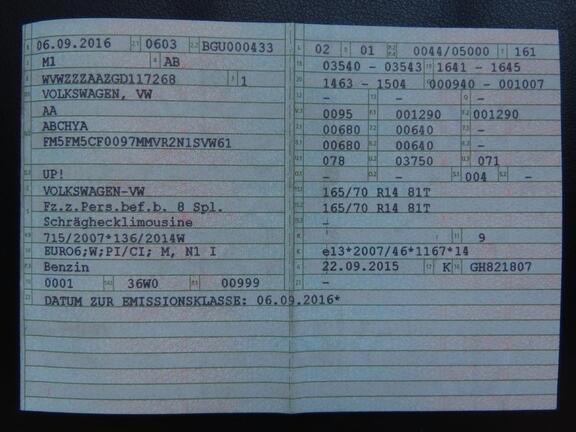 06.09.2016 0603 BGU000433
M1 AB
WVWZZZAAZGD117268 1
VOLKSWAGEN, VW
AA
ABCHYA
FM5FM5CF0097MMVR2N1SVW61
UP!
VOLKSWAGEN-VW
Fz.z.Pers.bef.b. 8 Spl.
Schräghecklimousine
715/2007*136/2014W
EURO6;W;PI/CI; M, N1 I
Benzin
0001 36W0 00999
DATUM ZUR EMISSIONSKLASSE: 06.09.2016*
02 01 0044/05000 161
03540 - 03543 1641 - 1645
1463 - 1504 000940 - 001007
- - -
0095 001290 001290
00680 00640 -
00680 00640 -
078 03750 071
- - 004 -
165/70 R14 81T
165/70 R14 81T
-
- 9
e13*2007/46*1167*14
22.09.2015 K GH821807
-